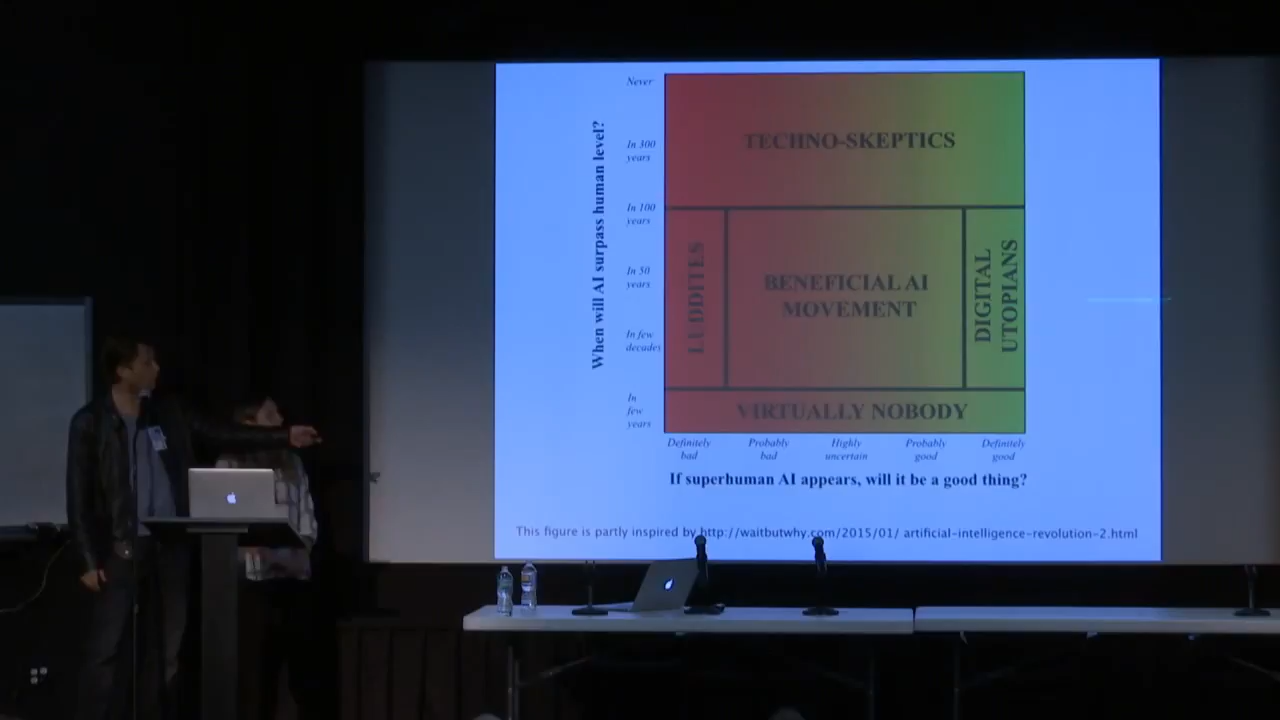 Never
When will AI surpass human level?
In 300
years
TECHNO-SKEPTICS
In 100
years
In 50
years
In few
decades
LUDDITES
BENEFICIAL AI
MOVEMENT
DIGITAL
UTOPIANS
In
few
years
VIRTUALLY NOBODY
Definitely
bad
Probably
bad
Highly
uncertain
Probably
good
Definitely
good
If superhuman AI appears, will it be a good thing?
This figure is partly inspired by http://waitbutwhy.com/2015/01/ artificial-intelligence-revolution-2.html